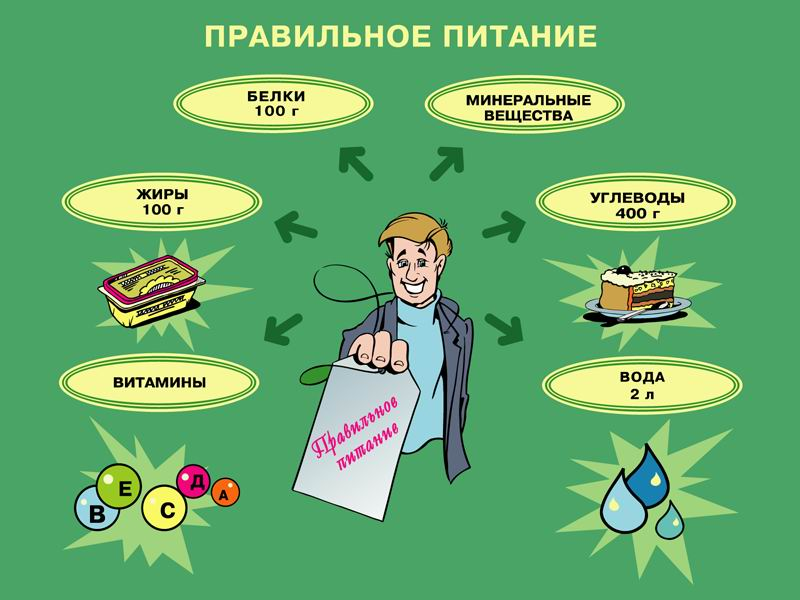 ПРАВИЛЬНОЕ ПИТАНИЕ
БЕЛКИ
100 г
МИНЕРАЛЬНЫЕ
ВЕЩЕСТВА
ЖИРЫ
100 г
УГЛЕВОДЫ
400 г
ВИТАМИНЫ
ВОДА
2 л
Правильное
питание
В Е С Д А